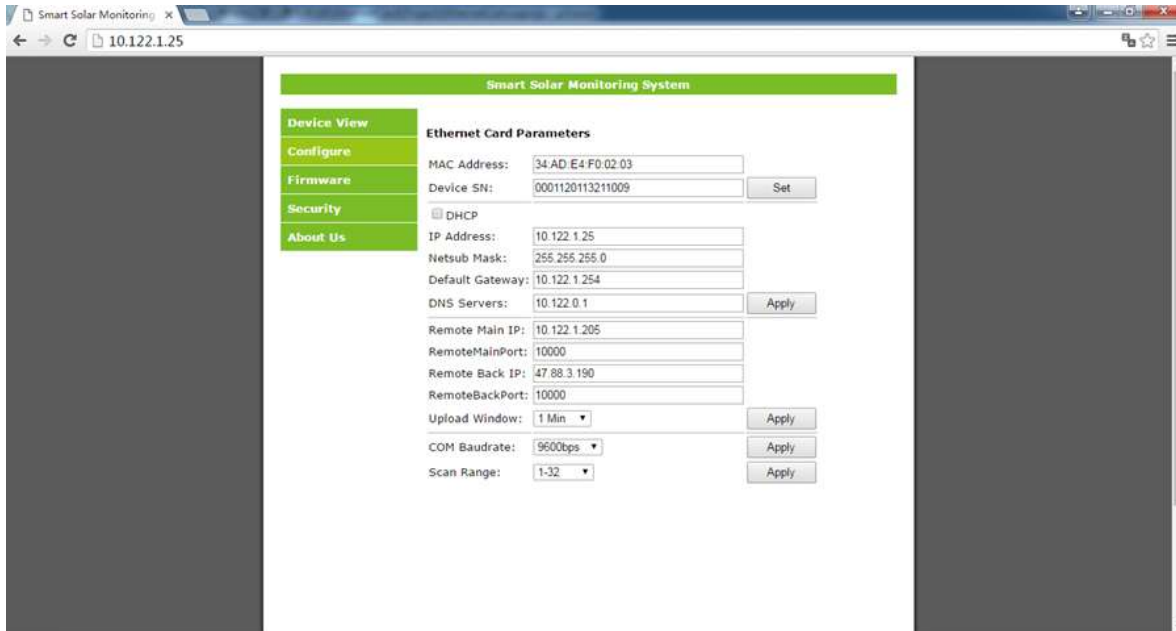 Smart Solar Monitoring
10.122.1.25
Smart Solar Monitoring System
Device View
Configure
Firmware
Security
About Us
Ethernet Card Parameters
MAC Address: 34:AD:E4:F0:02:03
Device SN: 0001120113211009 Set
DHCP
IP Address: 10.122.1.25
Netsub Mask: 255.255.255.0
Default Gateway: 10.122.1.254
DNS Servers: 10.122.0.1 Apply
Remote Main IP: 10.122.1.205
RemoteMainPort: 10000
Remote Back IP: 47.88.3.190
RemoteBackPort: 10000
Upload Window: 1 Min Apply
COM Baudrate: 9600bps Apply
Scan Range: 1-32 Apply